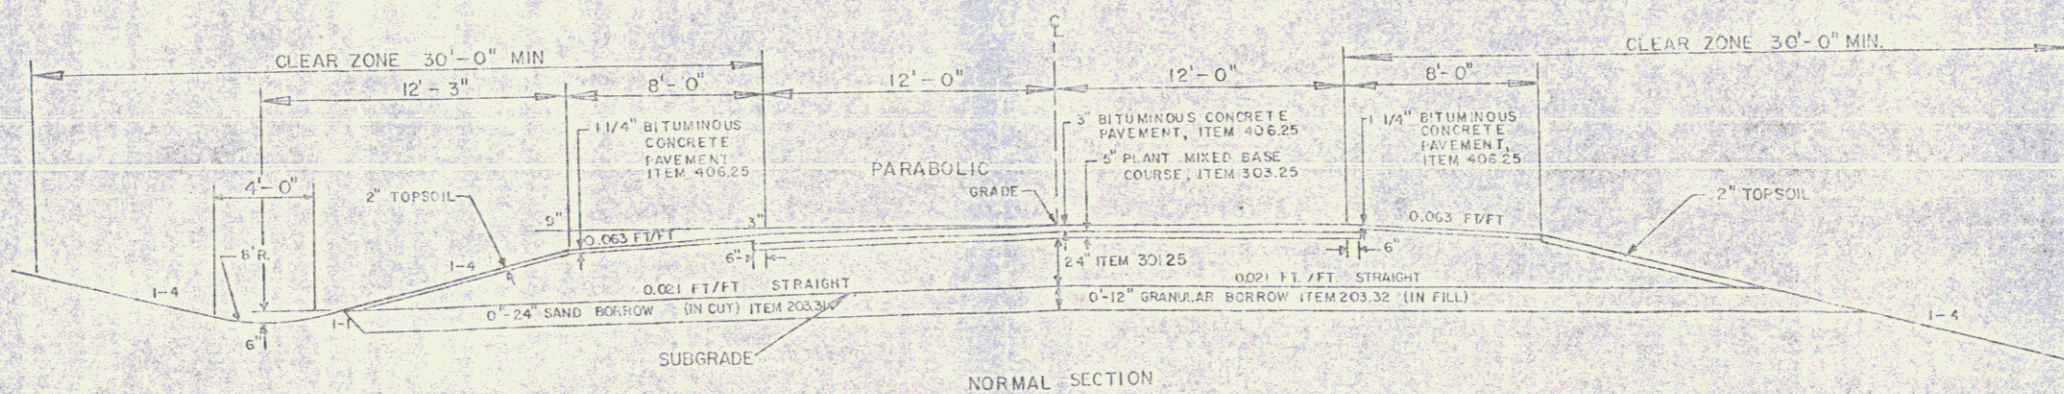 ℄
CLEAR ZONE 30'-0" MIN
CLEAR ZONE 30'-0" MIN.
12'-3"
8'-0"
12'-0"
12'-0"
8'-0"
1 1/4" BITUMINOUS
CONCRETE
PAVEMENT
ITEM 406.25
3" BITUMINOUS CONCRETE
PAVEMENT, ITEM 406.25
5" PLANT MIXED BASE
COURSE, ITEM 303.25
1 1/4" BITUMINOUS
CONCRETE
PAVEMENT,
ITEM 406.25
PARABOLIC
GRADE
4'-0"
2" TOPSOIL
2" TOPSOIL
9"
3"
0.063 FT/FT
0.063 FT/FT
8' R.
1-4
6"
6"
24" ITEM 301.25
1-4
0.021 FT/FT STRAIGHT
0.021 FT. /FT. STRAIGHT
0"-24" SAND BORROW (IN CUT) ITEM 203.31
0'-12" GRANULAR BORROW ITEM 203.32 (IN FILL)
1-1
1-4
6"
SUBGRADE
NORMAL SECTION